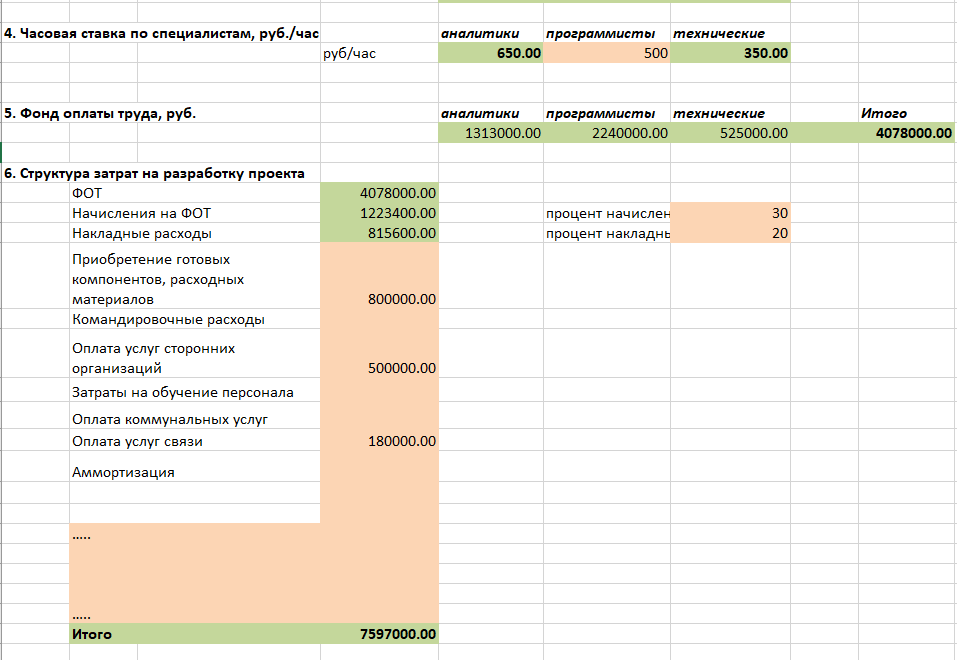 4. Часовая ставка по специалистам, руб./час аналитики программисты технические
руб/час 650.00 500 350.00
5. Фонд оплаты труда, руб. аналитики программисты технические Итого
1313000.00 2240000.00 525000.00 4078000.00
6. Структура затрат на разработку проекта
ФОТ 4078000.00
Начисления на ФОТ 1223400.00 процент начислен 30
Накладные расходы 815600.00 процент накладнь 20
Приобретение готовых
компонентов, расходных
материалов 800000.00
Командировочные расходы
Оплата услуг сторонних
организаций 500000.00
Затраты на обучение персонала
Оплата коммунальных услуг
Оплата услуг связи 180000.00
Аммортизация
.....
.....
Итого 7597000.00